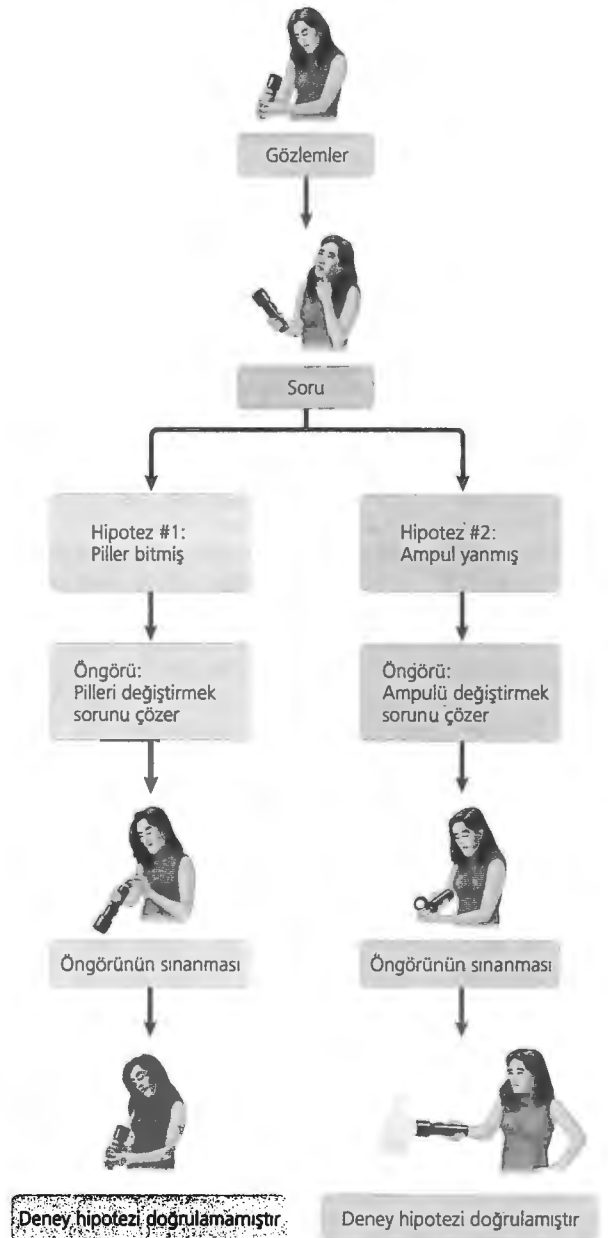 Gözlemler
Soru
Hipotez #1:
Piller bitmiş
Hipotez #2:
Ampul yanmış
Öngörü:
Pilleri değiştirmek
sorunu çözer
Öngörü:
Ampulü değiştirmek
sorunu çözer
Öngörünün sınanması
Öngörünün sınanması
Deney hipotezi doğrulamamıştır
Deney hipotezi doğrulamıştır